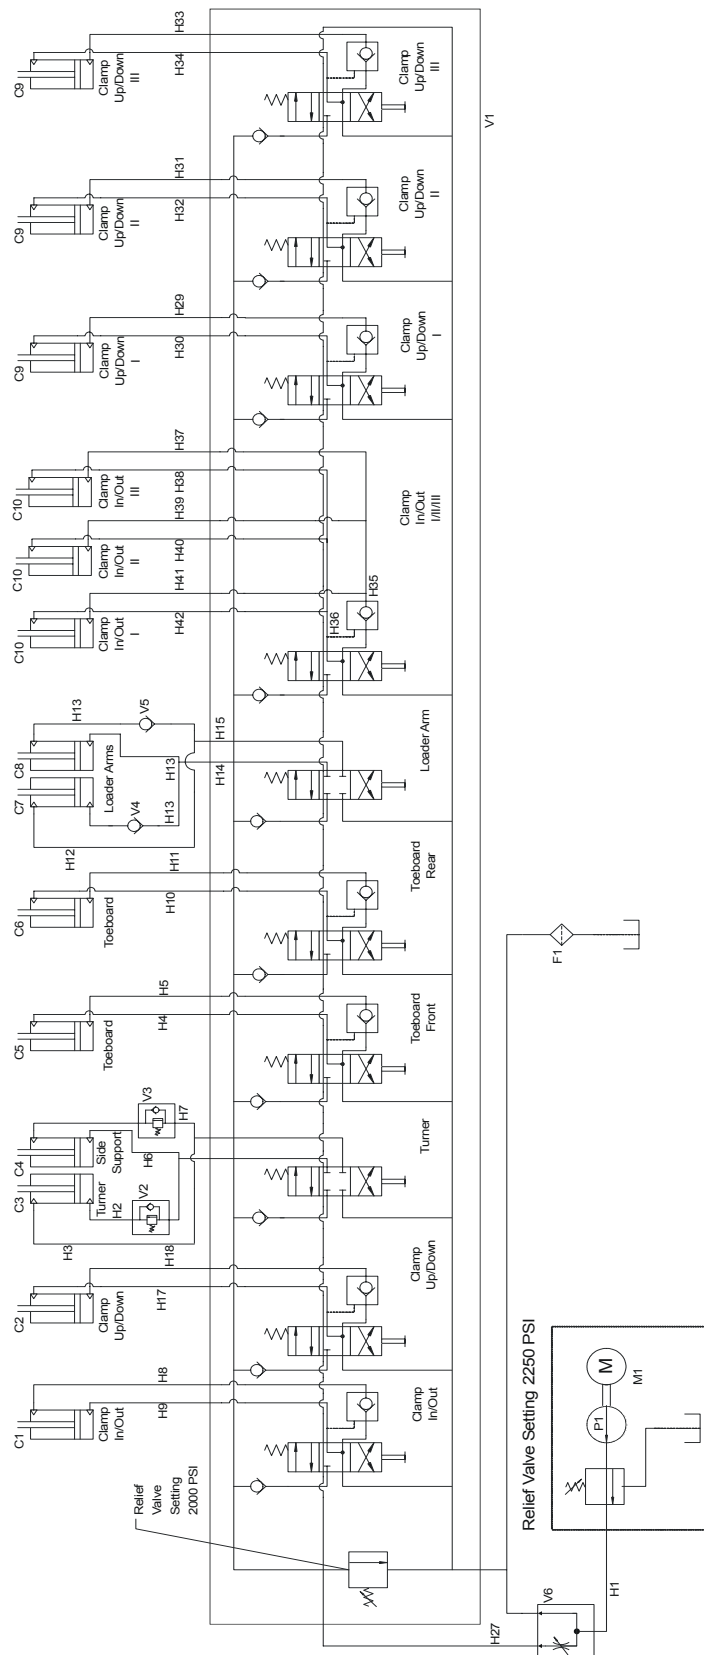 H33
H34
C9
Clamp
Up/Down
III
Clamp
Up/Down
III
V1
H31
H32
C9
Clamp
Up/Down
II
Clamp
Up/Down
II
H29
H30
C9
Clamp
Up/Down
I
Clamp
Up/Down
I
H37
H38
C10
Clamp
In/Out
III
H39
H40
C10
Clamp
In/Out
II
H41
H42
C10
Clamp
In/Out
I
H35
H36
Clamp
In/Out
I/II/III
H13
V5
H15
C8
C7
Loader Arms
V4
H13
H13
H14
H12
Loader Arm
H11
H10
C6
Toeboard
Toeboard
Rear
H5
H4
C5
Toeboard
Toeboard
Front
V3
H7
C4
Side
Support
H6
C3
Turner
H2
V2
H3
H18
Turner
C2
Clamp
Up/Down
H17
Clamp
Up/Down
H8
H9
C1
Clamp
In/Out
Clamp
In/Out
Relief
Valve
Setting
2000 PSI
F1
H27
V6
H1
Relief Valve Setting 2250 PSI
P1
M
M1